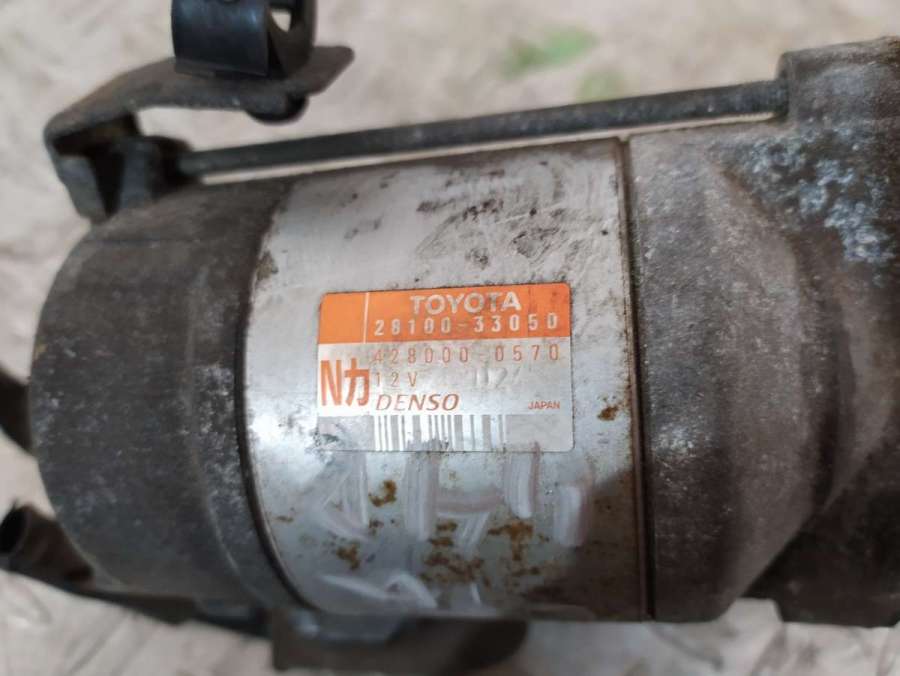 TOYOTA
28100-33050
428000-0570
12V
Nカ DENSO JAPAN